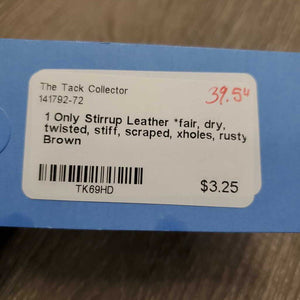 The Tack Collector
141792-72
39.54
1 Only Stirrup Leather *fair, dry,
twisted, stiff, scraped, xholes, rusty
Brown
TK69HD
$3.25